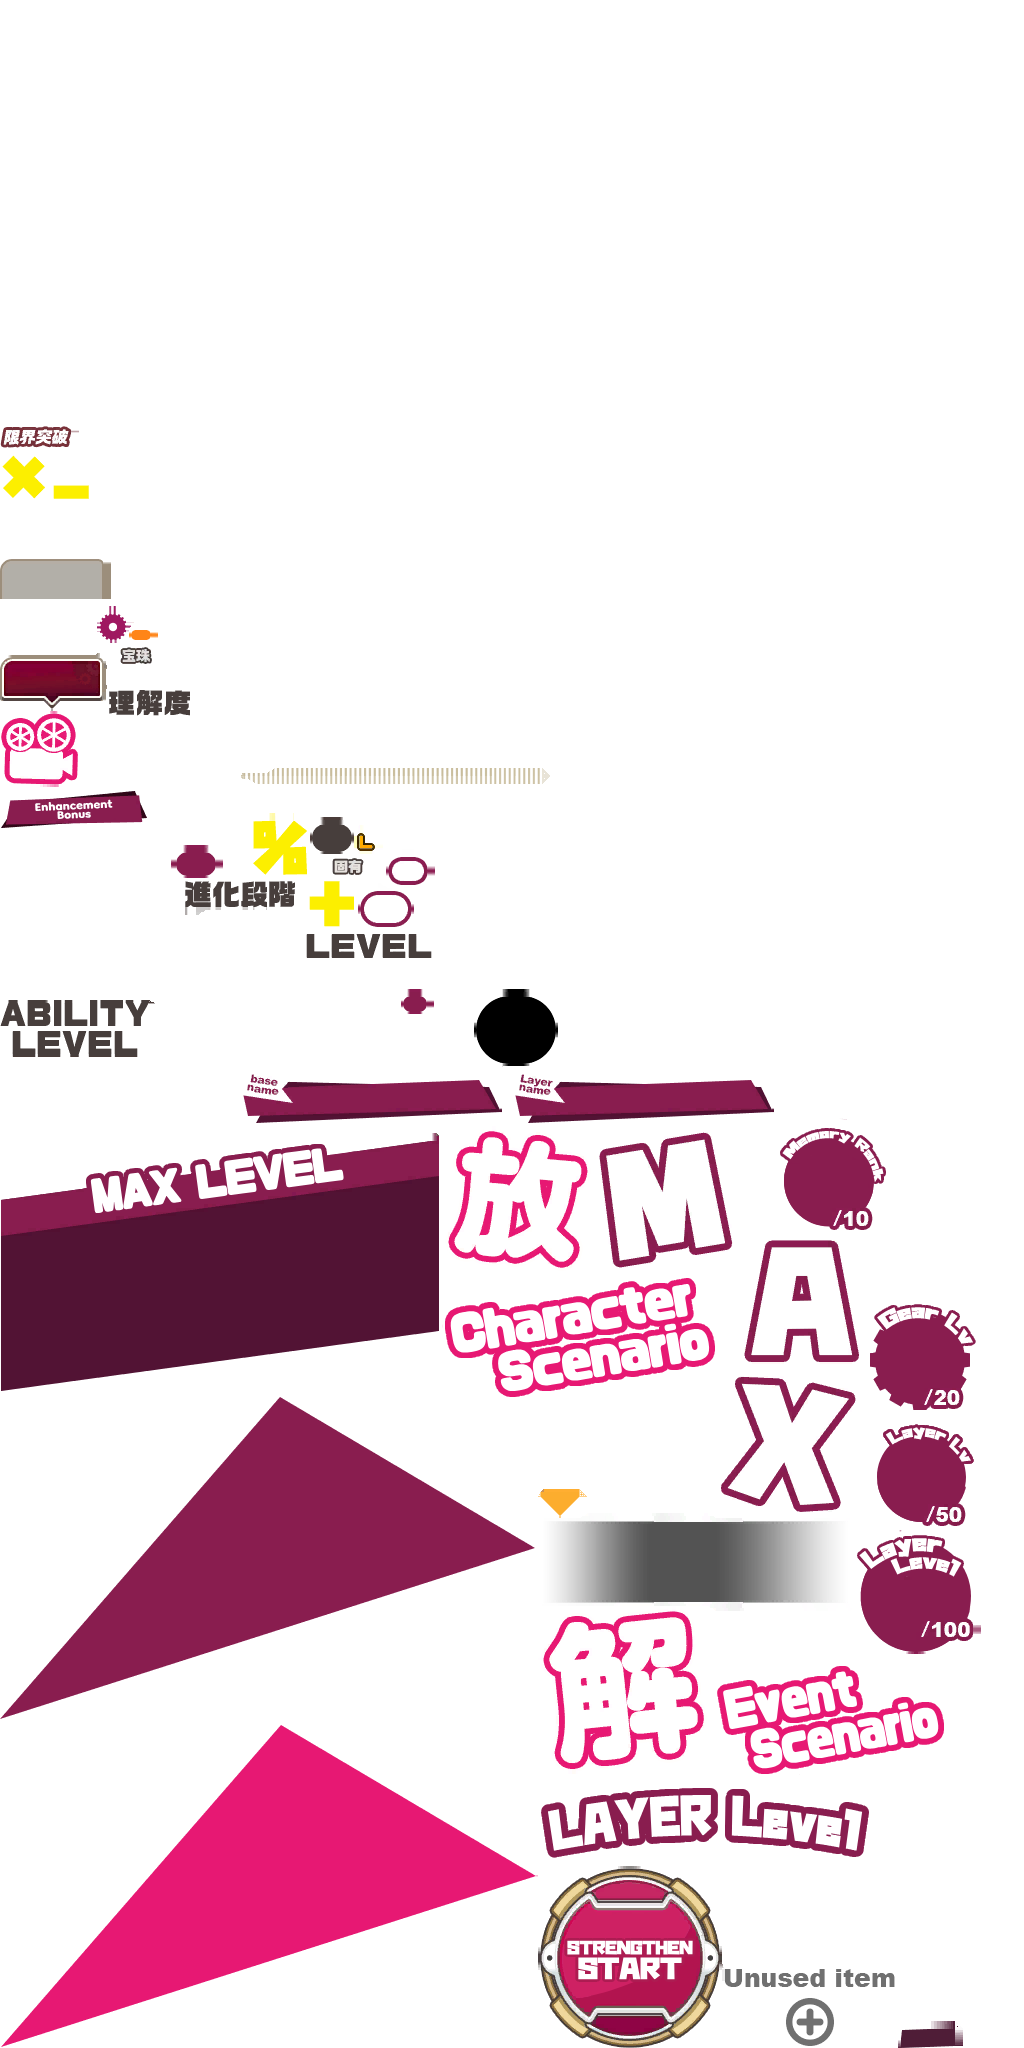 限界突破
宝珠
理解度
Enhancement
Bonus
固有
進化段階
LEVEL
ABILITY
LEVEL
base
name
Layer
name
MAX LEVEL
放
M
Memory Rank
/10
A
Character
Scenario
Gear Lv
/20
X
Layer Lv
/50
Layer
Level
/100
解
Event
Scenario
LAYER Level
STRENGTHEN
START
Unused item